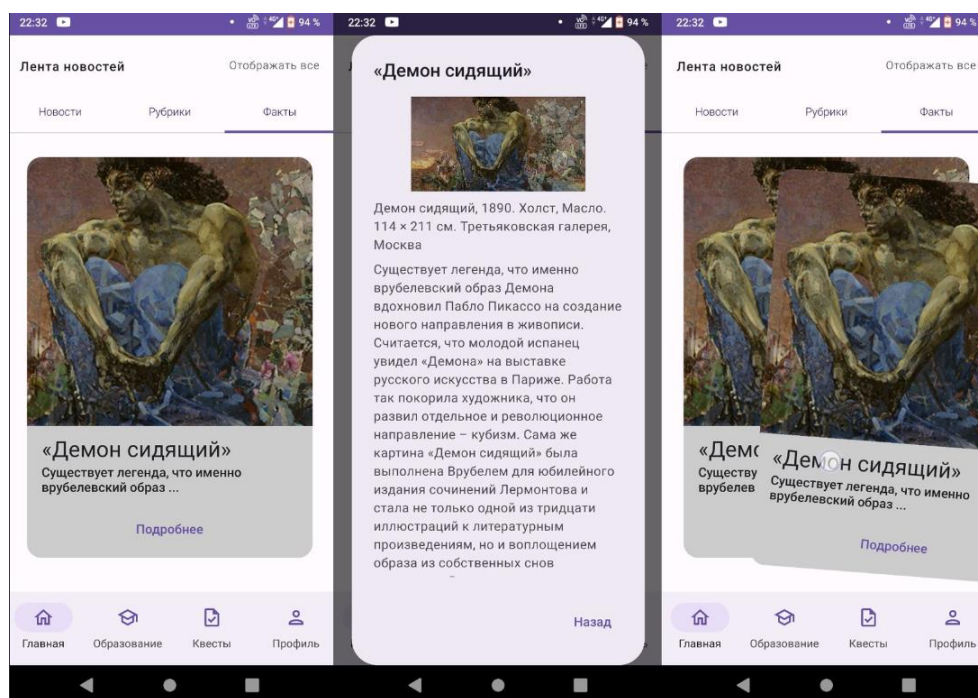 22:32
94 %
Лента новостей
Отображать все
Новости
Рубрики
Факты
«Демон сидящий»
Существует легенда, что именно
врубелевский образ ...
Подробнее
Главная
Образование
Квесты
Профиль
22:32
94 %
«Демон сидящий»
Демон сидящий, 1890. Холст, Масло.
114 × 211 см. Третьяковская галерея,
Москва
Существует легенда, что именно
врубелевский образ Демона
вдохновил Пабло Пикассо на создание
нового направления в живописи.
Считается, что молодой испанец
увидел «Демона» на выставке
русского искусства в Париже. Работа
так покорила художника, что он
развил отдельное и революционное
направление – кубизм. Сама же
картина «Демон сидящий» была
выполнена Врубелем для юбилейного
издания сочинений Лермонтова и
стала не только одной из тридцати
иллюстраций к литературным
произведениям, но и воплощением
образа из собственных снов
Назад
22:32
94 %
Лента новостей
Отображать все
Новости
Рубрики
Факты
«Демо
Существу
врубелев
«Демон сидящий»
Существует легенда, что именно
врубелевский образ ...
Подробнее
Главная
Образование
Квесты
Профиль